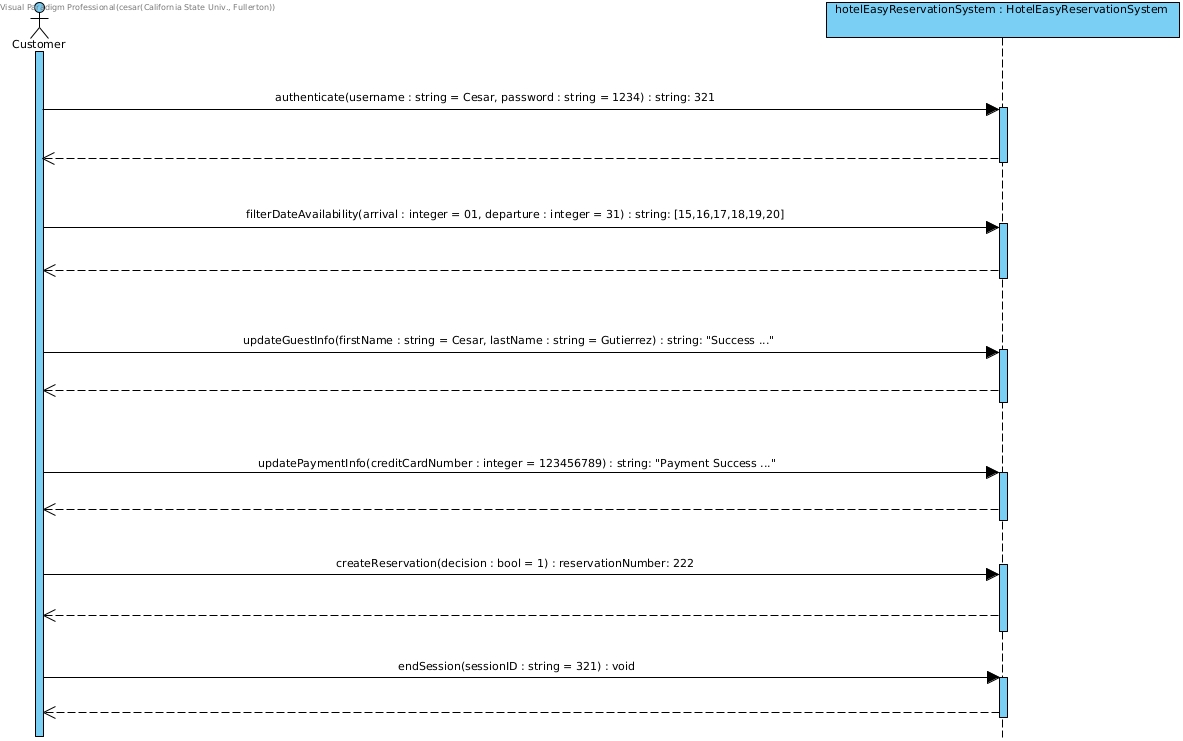 Visual Paradigm Professional(cesar(California State Univ., Fullerton))
hotelEasyReservationSystem : HotelEasyReservationSystem
Customer
authenticate(username : string = Cesar, password : string = 1234) : string: 321
filterDateAvailability(arrival : integer = 01, departure : integer = 31) : string: [15,16,17,18,19,20]
updateGuestInfo(firstName : string = Cesar, lastName : string = Gutierrez) : string: "Success ..."
updatePaymentInfo(creditCardNumber : integer = 123456789) : string: "Payment Success ..."
createReservation(decision : bool = 1) : reservationNumber: 222
endSession(sessionID : string = 321) : void